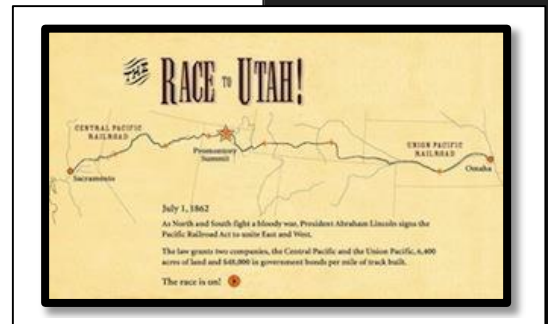 THE RACE TO UTAH!
CENTRAL PACIFIC
RAILROAD
Promontory
Summit
UNION PACIFIC
RAILROAD
Sacramento
Omaha
July 1, 1862
As North and South fight a bloody war, President Abraham Lincoln signs the
Pacific Railroad Act to unite East and West.
The law grants two companies, the Central Pacific and the Union Pacific, 6,400
acres of land and $48,000 in government bonds per mile of track built.
The race is on!